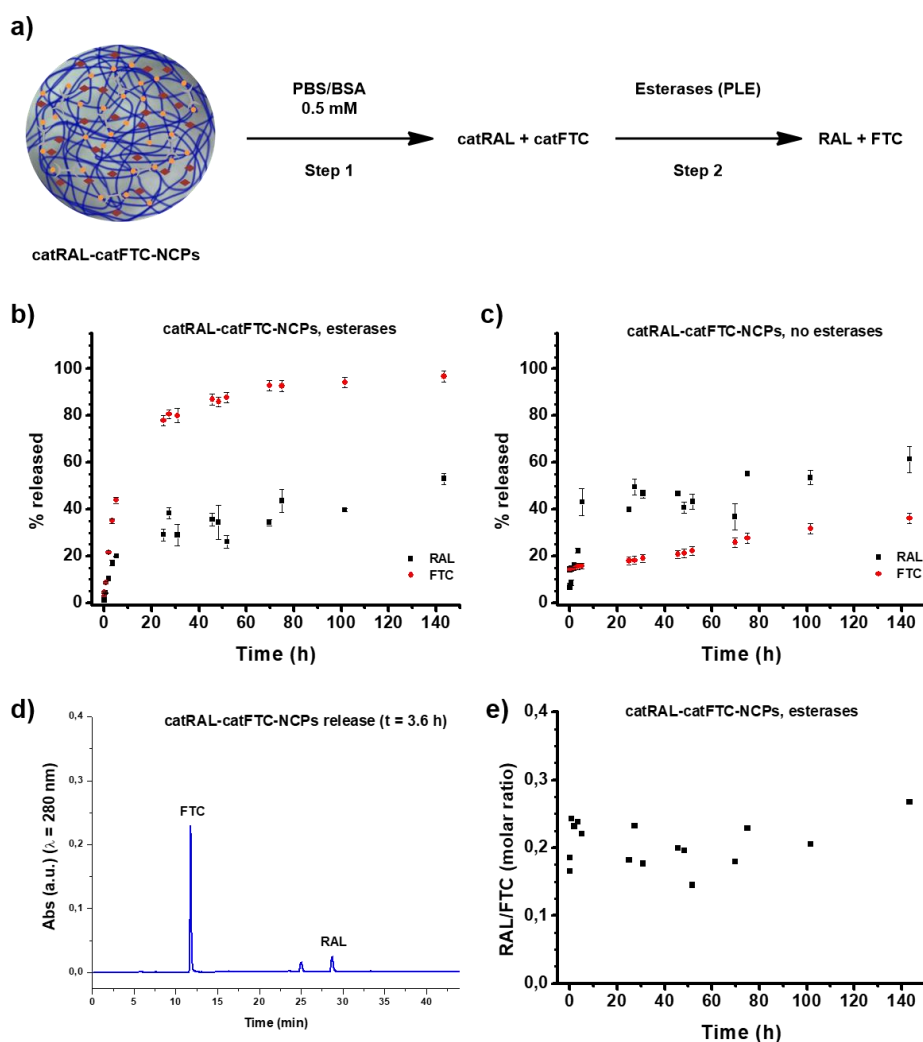 a)
PBS/BSA
0.5 mM
Step 1
catRAL + catFTC
Esterases (PLE)
Step 2
RAL + FTC
catRAL-catFTC-NCPs
b)
catRAL-catFTC-NCPs, esterases
% released
100
80
60
40
20
0
RAL
FTC
0 20 40 60 80 100 120 140
Time (h)
c)
catRAL-catFTC-NCPs, no esterases
% released
100
80
60
40
20
0
RAL
FTC
0 20 40 60 80 100 120 140
Time (h)
d)
catRAL-catFTC-NCPs release (t = 3.6 h)
Abs (a.u.) (λ = 280 nm)
0,4
0,3
0,2
0,1
0,0
FTC
RAL
0 5 10 15 20 25 30 35 40
Time (min)
e)
catRAL-catFTC-NCPs, esterases
RAL/FTC (molar ratio)
0,4
0,3
0,2
0,1
0,0
0 20 40 60 80 100 120 140
Time (h)